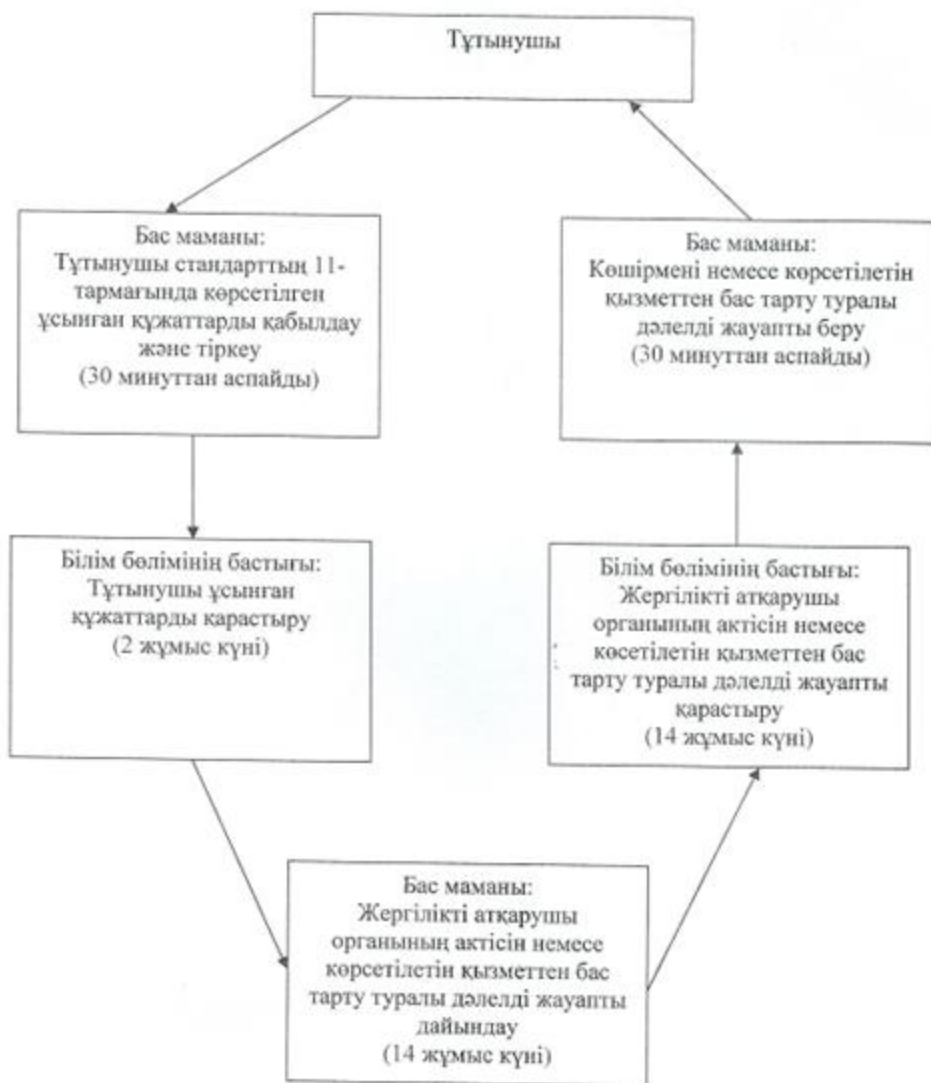 Тұтынушы
Бас маманы:
Тұтынушы стандарттың 11-
тармағында көрсетілген
ұсынған құжаттарды қабылдау
және тіркеу
(30 минуттан аспайды)
Білім бөлімінің бастығы:
Тұтынушы ұсынған
құжаттарды қарастыру
(2 жұмыс күні)
Бас маманы:
Жергілікті атқарушы
органының актісін немесе
көрсетілетін қызметтен бас
тарту туралы дәлелді жауапты
дайындау
(14 жұмыс күні)
Білім бөлімінің бастығы:
Жергілікті атқарушы
органының актісін немесе
көсетілетін қызметтен бас
тарту туралы дәлелді жауапты
қарастыру
(14 жұмыс күні)
Бас маманы:
Көшірмені немесе көрсетілетін
қызметтен бас тарту туралы
дәлелді жауапты беру
(30 минуттан аспайды)